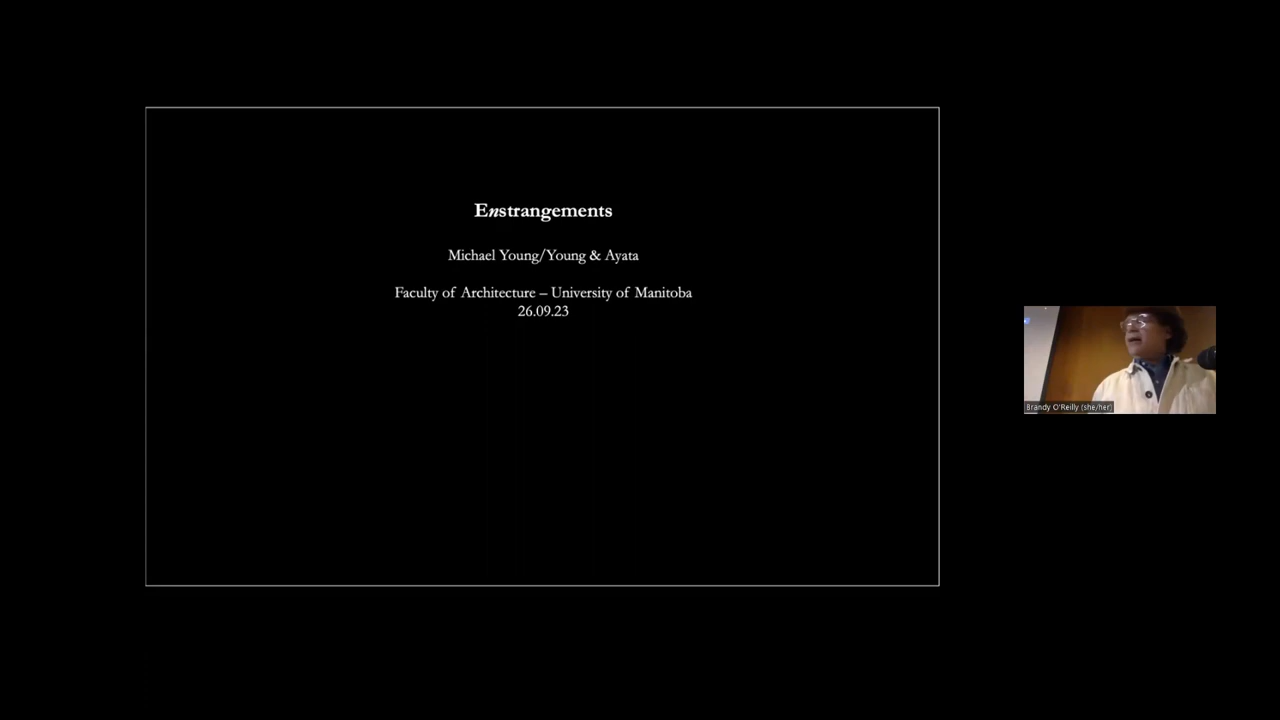 Enstrangements
Michael Young/Young & Ayata
Faculty of Architecture – University of Manitoba
26.09.23
Brandy O'Reilly (she/her)